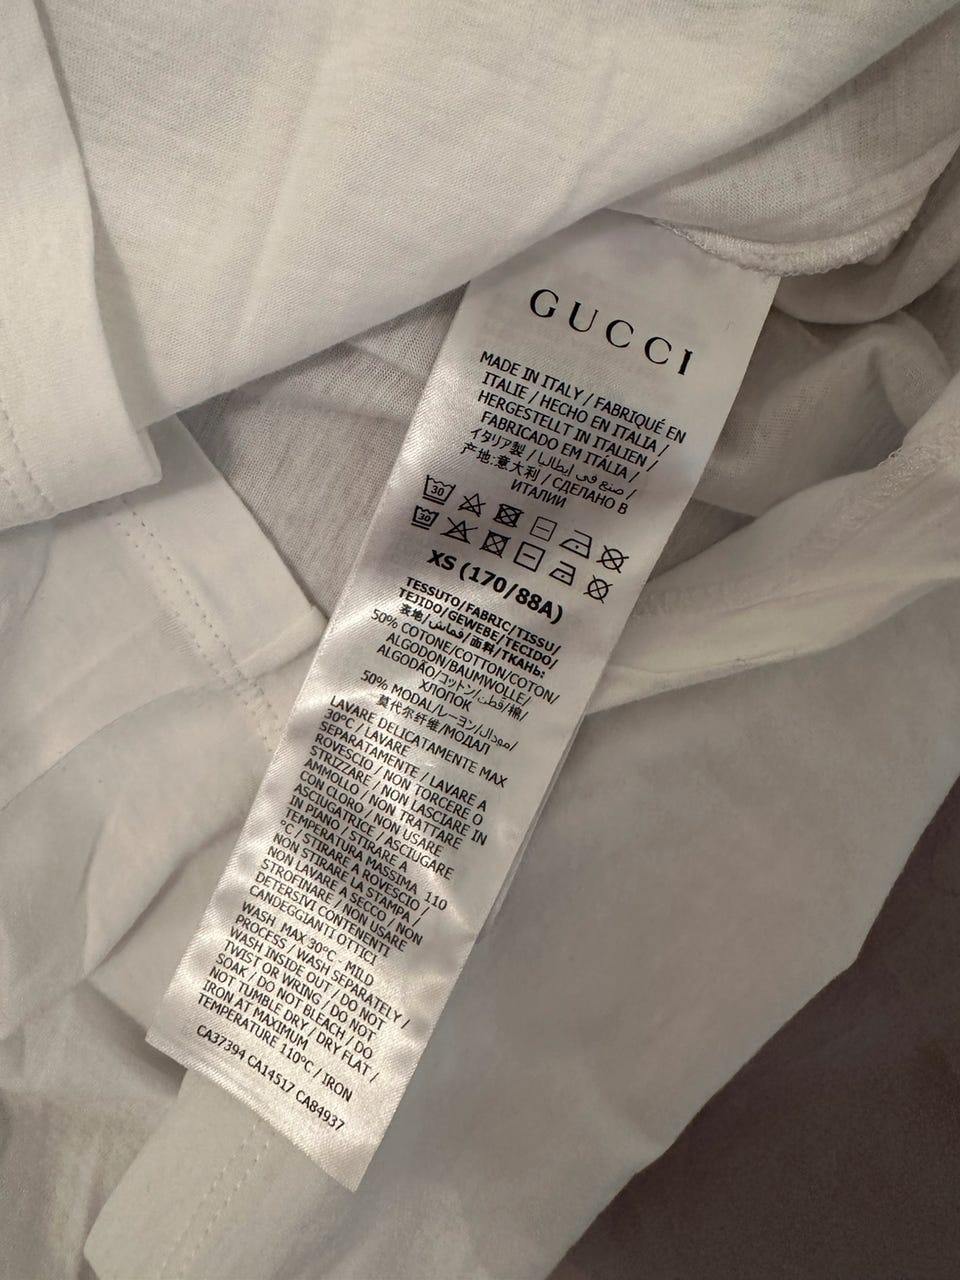 GUCCI
MADE IN ITALY / FABRIQUÉ EN
ITALIE / HECHO EN ITALIA /
HERGESTELLT IN ITALIEN /
FABRICADO EM ITÁLIA /
イタリア製 / صنع في إيطاليا /
产地:意大利 / СДЕЛАНО В
ИТАЛИИ
30
30
XS (170/88A)
TESSUTO/FABRIC/TISSU/
TEJIDO/GEWEBE/TECIDO/
表地/قماش/面料/ТКАНЬ:
50% COTONE/COTTON/COTON/
ALGODON/BAUMWOLLE/
ALGODÃO/コットン/قطن/棉/
ХЛОПОК
50% MODAL/レーヨン/مودال/
莫代尔纤维/МОДАЛ
LAVARE DELICATAMENTE MAX
30°C / LAVARE
SEPARATAMENTE / LAVARE A
ROVESCIO / NON TORCERE O
STRIZZARE / NON LASCIARE IN
AMMOLLO / NON TRATTARE
CON CLORO / NON USARE
ASCIUGATRICE / ASCIUGARE
IN PIANO / STIRARE A
TEMPERATURA MASSIMA 110
°C / STIRARE A ROVESCIO /
NON STIRARE LA STAMPA /
NON LAVARE A SECCO / NON
STROFINARE / NON USARE
DETERSIVI CONTENENTI
CANDEGGIANTI OTTICI
WASH MAX 30°C - MILD
PROCESS / WASH SEPARATELY /
WASH INSIDE OUT / DO NOT
TWIST OR WRING / DO NOT
SOAK / DO NOT BLEACH / DO
NOT TUMBLE DRY / DRY FLAT /
IRON AT MAXIMUM
TEMPERATURE 110°C / IRON
CA37394 CA14517 CA84937